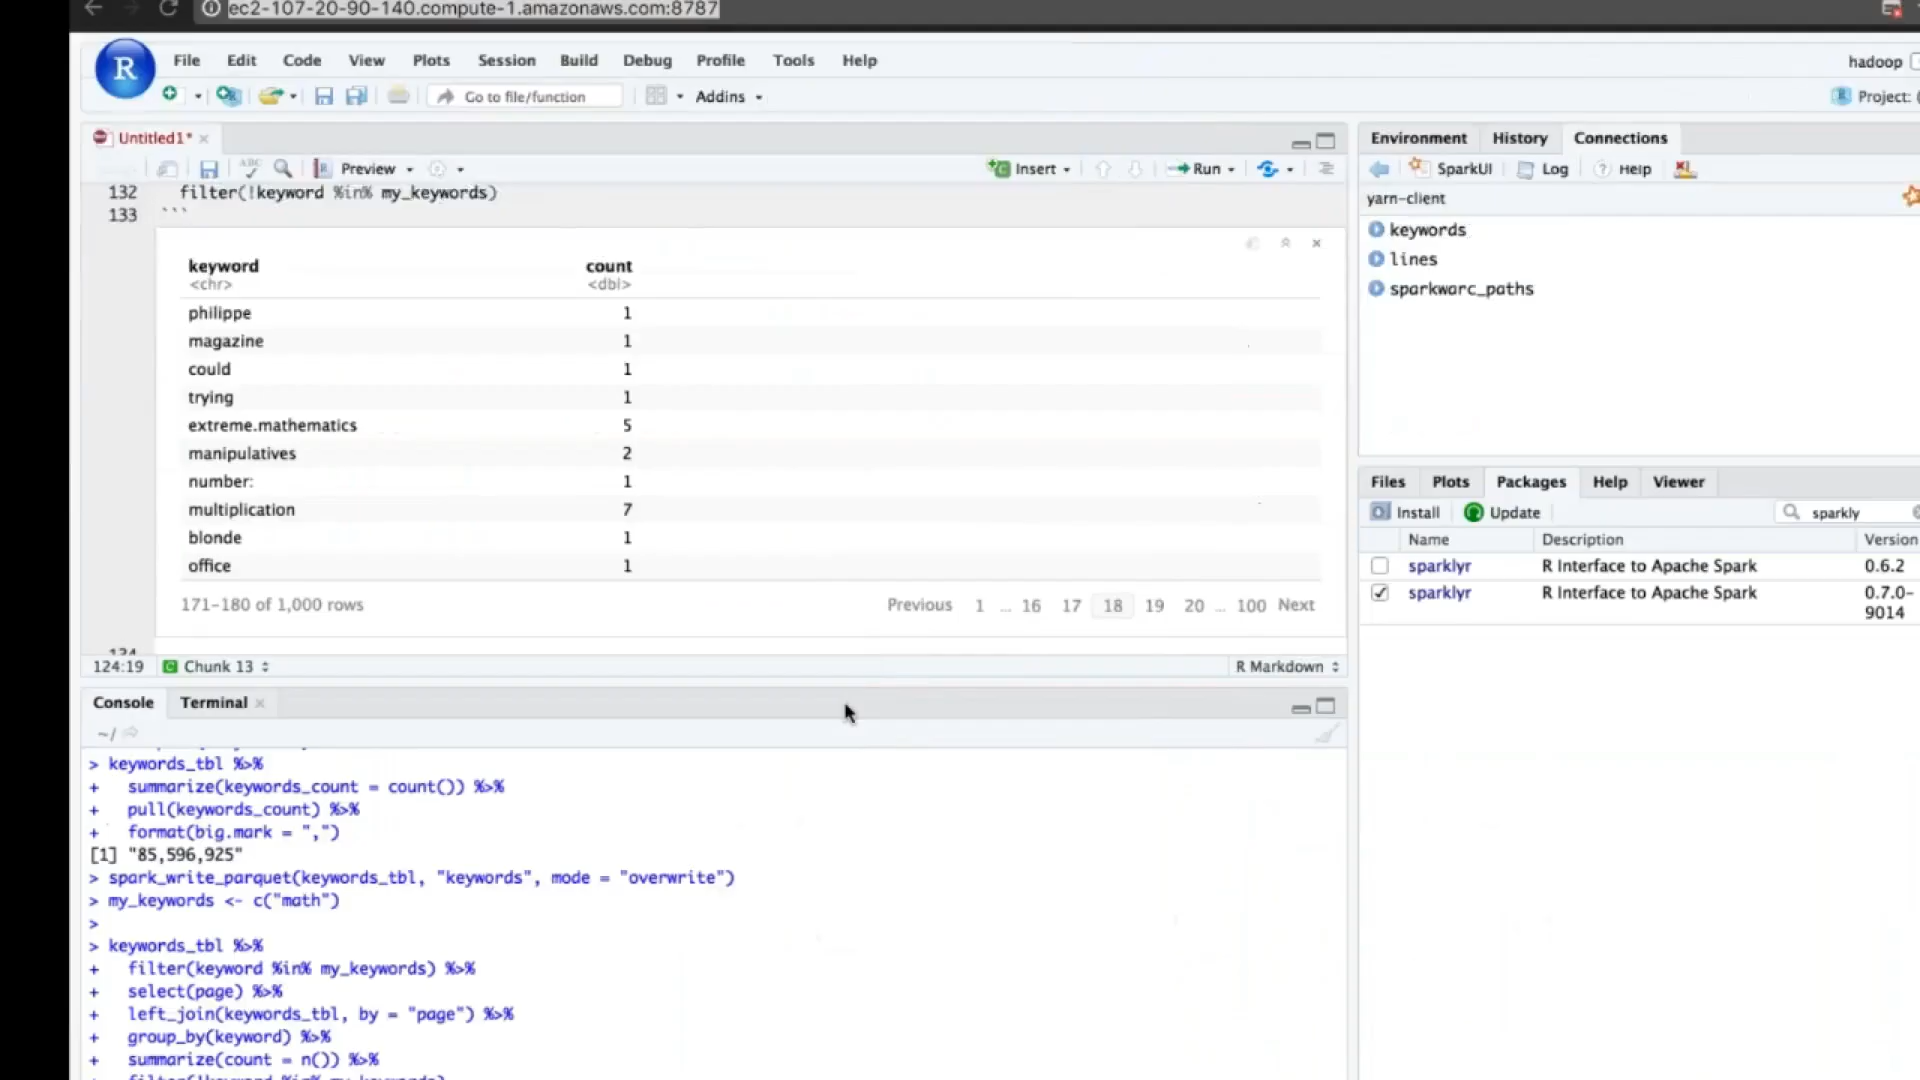 ec2-107-20-90-140.compute-1.amazonaws.com:8787
R File Edit Code View Plots Session Build Debug Profile Tools Help
hadoop
Go to file/function Addins
Project:
Untitled1* ×
ABC Preview Insert Run
132 filter(!keyword %in% my_keywords)
133 ```
keyword count
<chr> <dbl>
philippe 1
magazine 1
could 1
trying 1
extreme.mathematics 5
manipulatives 2
number: 1
multiplication 7
blonde 1
office 1
171-180 of 1,000 rows Previous 1 ... 16 17 18 19 20 ... 100 Next
134
124:19 Chunk 13 R Markdown
Console Terminal ×
~/
> keywords_tbl %>%
+ summarize(keywords_count = count()) %>%
+ pull(keywords_count) %>%
+ format(big.mark = ",")
[1] "85,596,925"
> spark_write_parquet(keywords_tbl, "keywords", mode = "overwrite")
> my_keywords <- c("math")
>
> keywords_tbl %>%
+ filter(keyword %in% my_keywords) %>%
+ select(page) %>%
+ left_join(keywords_tbl, by = "page") %>%
+ group_by(keyword) %>%
+ summarize(count = n()) %>%
+ filter(!keyword %in% my_keywords)
Environment History Connections
SparkUI Log Help
yarn-client
keywords
lines
sparkwarc_paths
Files Plots Packages Help Viewer
Install Update sparkly
Name Description Version
sparklyr R Interface to Apache Spark 0.6.2
sparklyr R Interface to Apache Spark 0.7.0-
9014